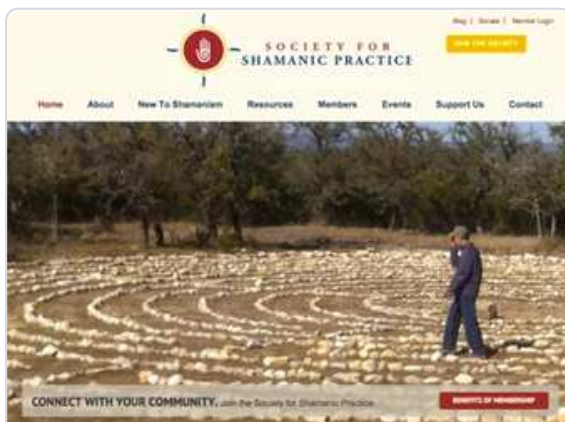 Blog | Donate | Member Login
JOIN THE SOCIETY
SOCIETY FOR
SHAMANIC PRACTICE
Home About New To Shamanism Resources Members Events Support Us Contact
CONNECT WITH YOUR COMMUNITY. Join the Society for Shamanic Practice
BENEFITS OF MEMBERSHIP